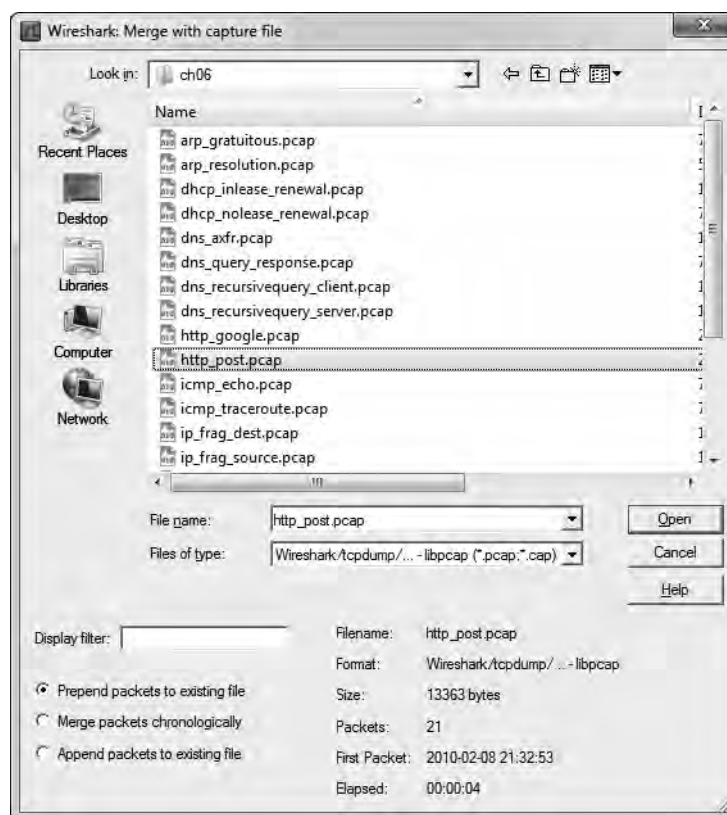 Wireshark: Merge with capture file
Look in: ch06
Name
arp_gratuitous.pcap
arp_resolution.pcap
dhcp_inlease_renewal.pcap
dhcp_nolease_renewal.pcap
dns_axfr.pcap
dns_query_response.pcap
dns_recursivequery_client.pcap
dns_recursivequery_server.pcap
http_google.pcap
http_post.pcap
icmp_echo.pcap
icmp_traceroute.pcap
ip_frag_dest.pcap
ip_frag_source.pcap
Recent Places
Desktop
Libraries
Computer
Network
File name: http_post.pcap Open
Files of type: Wireshark/tcpdump/... - libpcap (*.pcap;*.cap) Cancel
Help
Display filter:
Prepend packets to existing file
Merge packets chronologically
Append packets to existing file
Filename: http_post.pcap
Format: Wireshark/tcpdump/... - libpcap
Size: 13363 bytes
Packets: 21
First Packet: 2010-02-08 21:32:53
Elapsed: 00:00:04